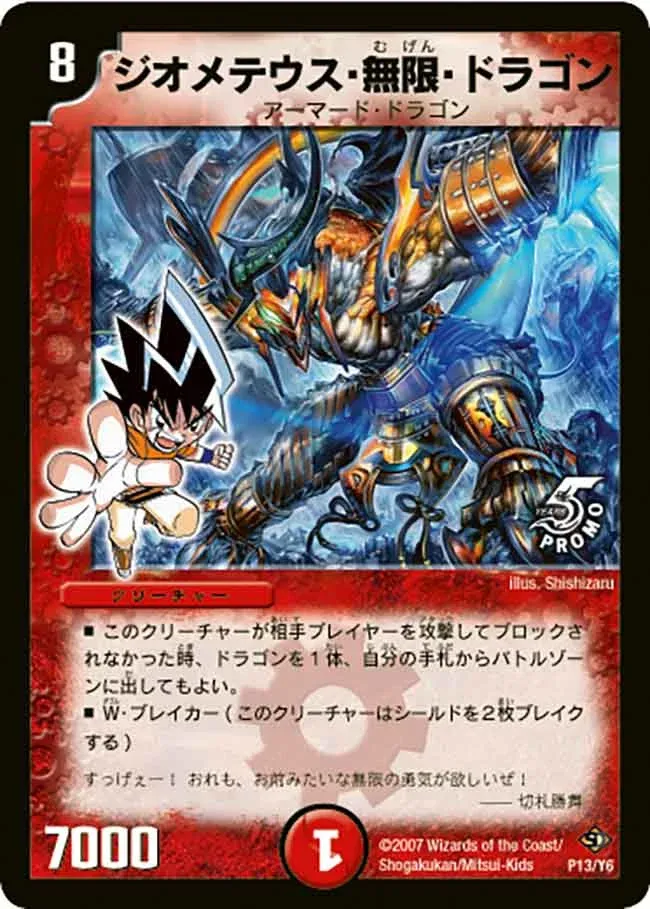 8
ジオメテウス・無限・ドラゴン
むげん
アーマード・ドラゴン
5
YEARS
PROMO
illus. Shishizaru
クリーチャー
■ このクリーチャーが相手プレイヤーを攻撃してブロックさ
れなかった時、ドラゴンを1体、自分の手札からバトルゾー
ンに出してもよい。
■ W・ブレイカー(このクリーチャーはシールドを2枚ブレイク
する)
すっげぇー! おれも、お前みたいな無限の勇気が欲しいぜ!
—— 切札勝舞
7000
1
©2007 Wizards of the Coast/
Shogakukan/Mitsui-Kids
P13/Y6